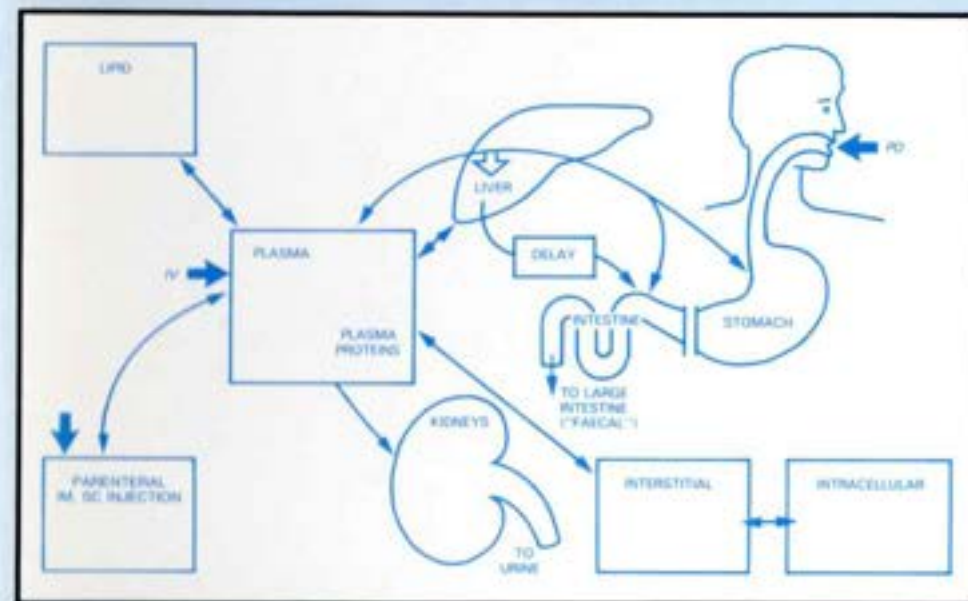 LIPID
LIVER
PO
PLASMA
DELAY
IV
INTESTINE
STOMACH
PLASMA
PROTEINS
TO LARGE
INTESTINE
("FAECAL")
KIDNEYS
PARENTERAL
IM, SC INJECTION
INTERSTITIAL
INTRACELLULAR
TO
URINE